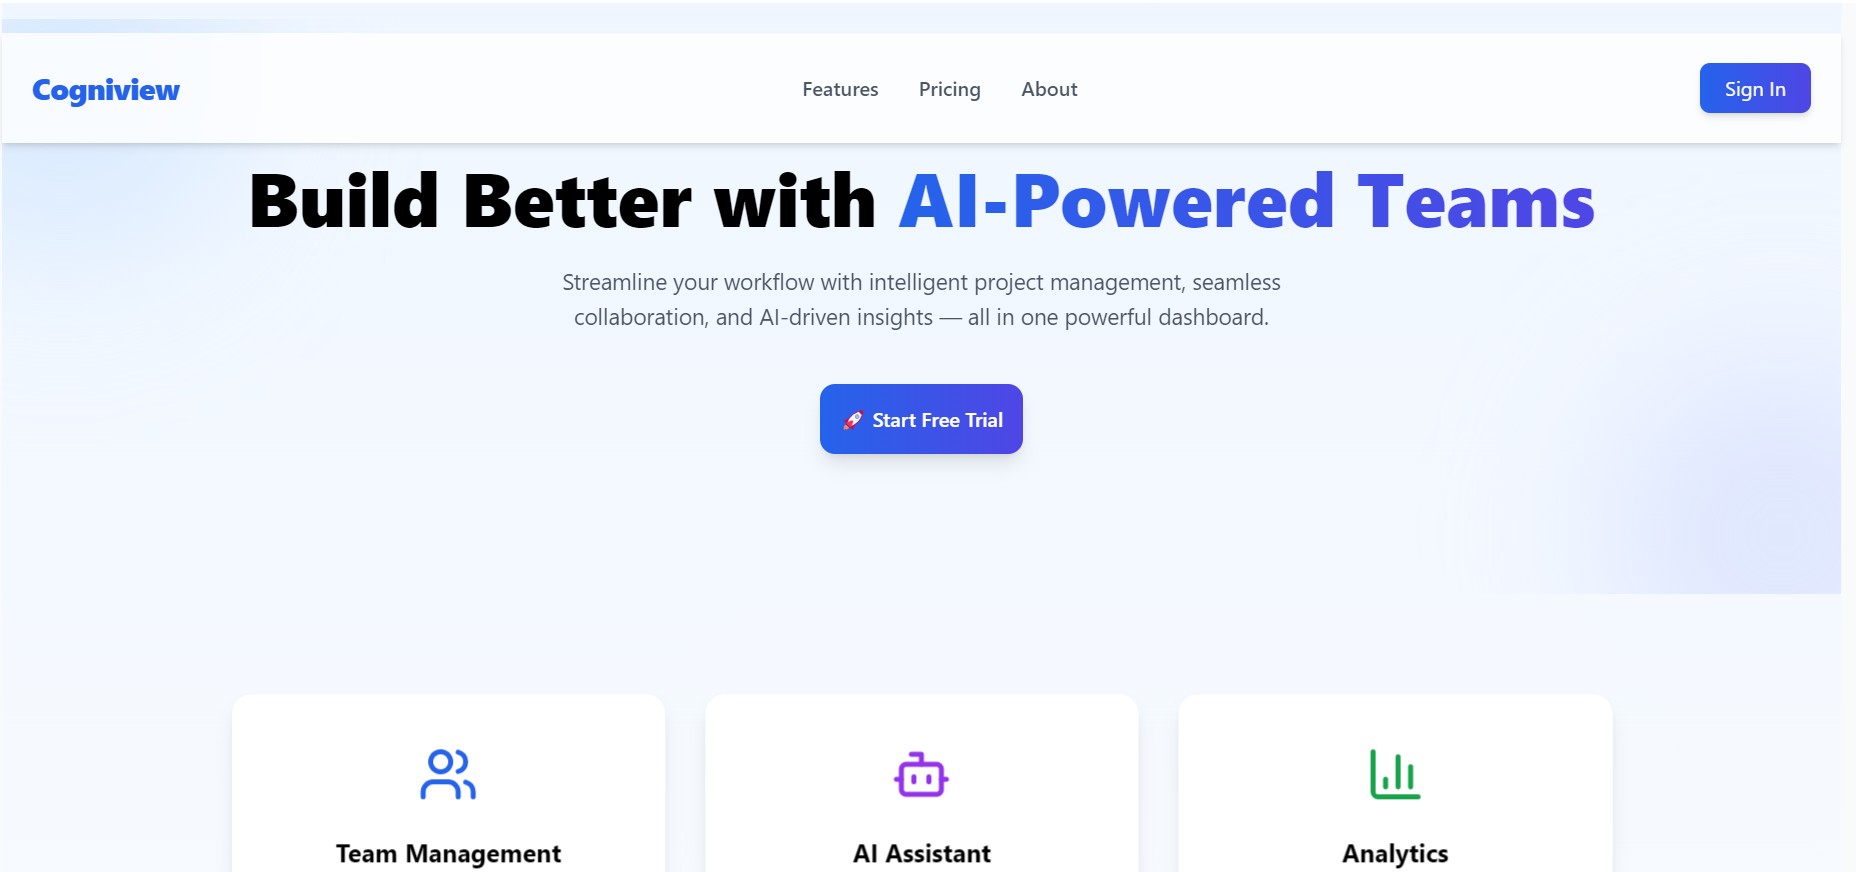 Cogniview
Features
Pricing
About
Sign In
Build Better with AI-Powered Teams
Streamline your workflow with intelligent project management, seamless
collaboration, and AI-driven insights — all in one powerful dashboard.
🚀 Start Free Trial
Team Management
AI Assistant
Analytics